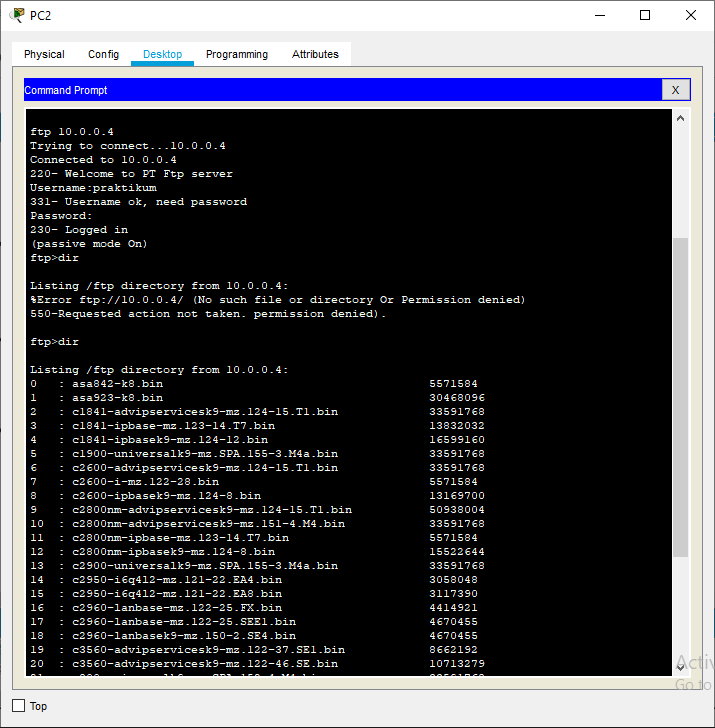 PC2
Physical Config Desktop Programming Attributes
Command Prompt X
ftp 10.0.0.4
Trying to connect...10.0.0.4
Connected to 10.0.0.4
220- Welcome to PT Ftp server
Username:praktikum
331- Username ok, need password
Password:
230- Logged in
(passive mode On)
ftp>dir
Listing /ftp directory from 10.0.0.4:
%Error ftp://10.0.0.4/ (No such file or directory Or Permission denied)
550-Requested action not taken. permission denied).
ftp>dir
Listing /ftp directory from 10.0.0.4:
0 : asa842-k8.bin 5571584
1 : asa923-k8.bin 30468096
2 : c1841-advipservicesk9-mz.124-15.T1.bin 33591768
3 : c1841-ipbase-mz.123-14.T7.bin 13832032
4 : c1841-ipbasek9-mz.124-12.bin 16599160
5 : c1900-universalk9-mz.SPA.155-3.M4a.bin 33591768
6 : c2600-advipservicesk9-mz.124-15.T1.bin 33591768
7 : c2600-i-mz.122-28.bin 5571584
8 : c2600-ipbasek9-mz.124-8.bin 13169700
9 : c2800nm-advipservicesk9-mz.124-15.T1.bin 50938004
10 : c2800nm-advipservicesk9-mz.151-4.M4.bin 33591768
11 : c2800nm-ipbase-mz.123-14.T7.bin 5571584
12 : c2800nm-ipbasek9-mz.124-8.bin 15522644
13 : c2900-universalk9-mz.SPA.155-3.M4a.bin 33591768
14 : c2950-i6q4l2-mz.121-22.EA4.bin 3058048
15 : c2950-i6q4l2-mz.121-22.EA8.bin 3117390
16 : c2960-lanbase-mz.122-25.FX.bin 4414921
17 : c2960-lanbase-mz.122-25.SEE1.bin 4670455
18 : c2960-lanbasek9-mz.150-2.SE4.bin 4670455
19 : c3560-advipservicesk9-mz.122-37.SE1.bin 8662192
20 : c3560-advipservicesk9-mz.122-46.SE.bin 10713279
Activ
Go to
Top